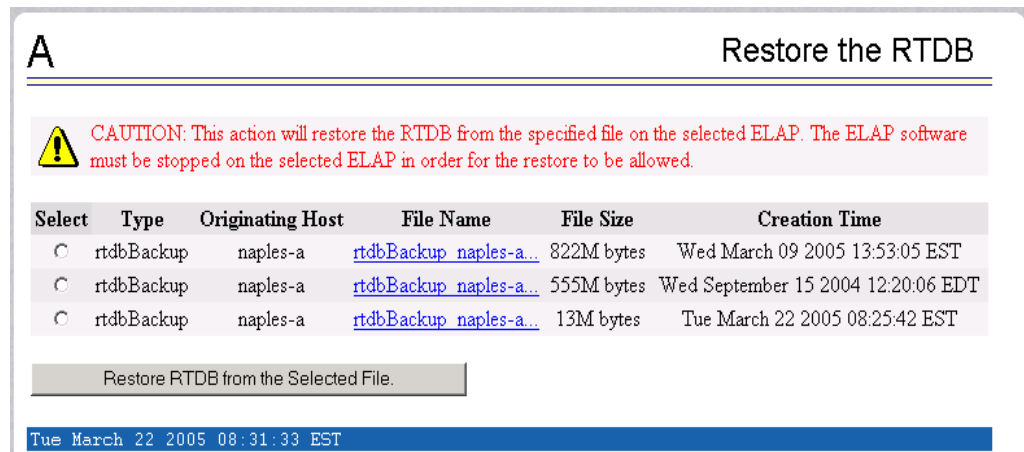 A Restore the RTDB
CAUTION: This action will restore the RTDB from the specified file on the selected ELAP. The ELAP software
must be stopped on the selected ELAP in order for the restore to be allowed.
Select Type Originating Host File Name File Size Creation Time
rtdbBackup naples-a rtdbBackup_naples-a... 822M bytes Wed March 09 2005 13:53:05 EST
rtdbBackup naples-a rtdbBackup_naples-a... 555M bytes Wed September 15 2004 12:20:06 EDT
rtdbBackup naples-a rtdbBackup_naples-a... 13M bytes Tue March 22 2005 08:25:42 EST
Restore RTDB from the Selected File.
Tue March 22 2005 08:31:33 EST